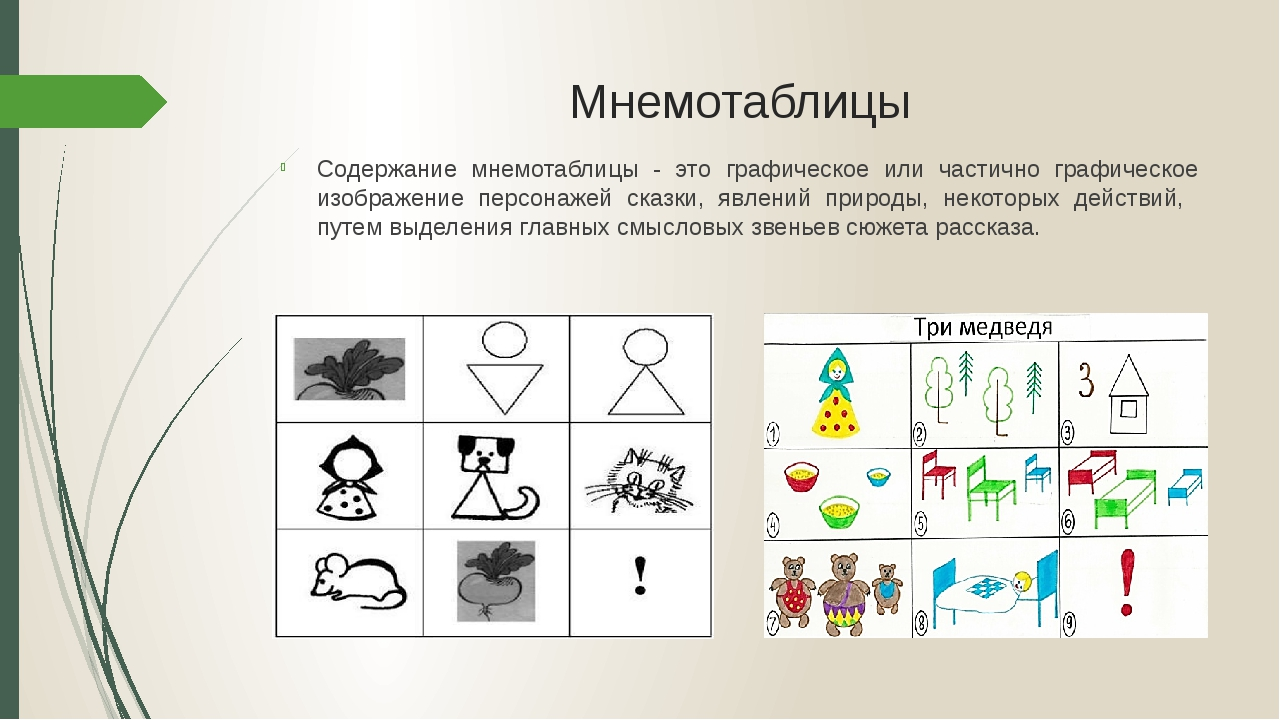 Мнемотаблицы
Содержание мнемотаблицы - это графическое или частично графическое
изображение персонажей сказки, явлений природы, некоторых действий,
путем выделения главных смысловых звеньев сюжета рассказа.
Три медведя
1 2 3 3
4 5 6
7 8 9 !
!